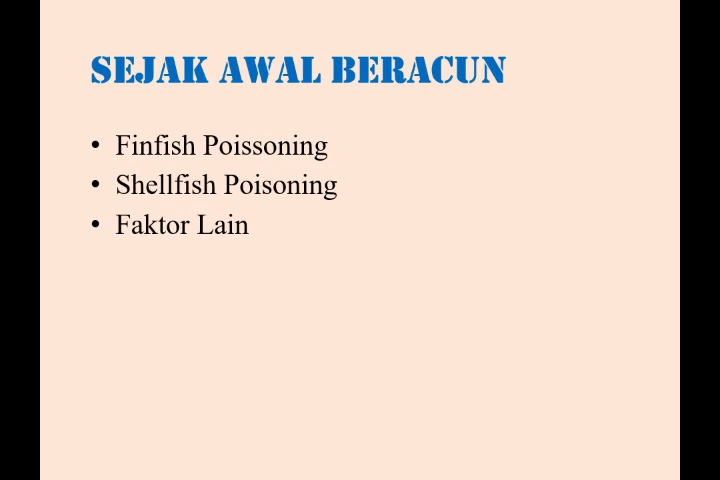 SEJAK AWAL BERACUN
• Finfish Poissoning
• Shellfish Poisoning
• Faktor Lain